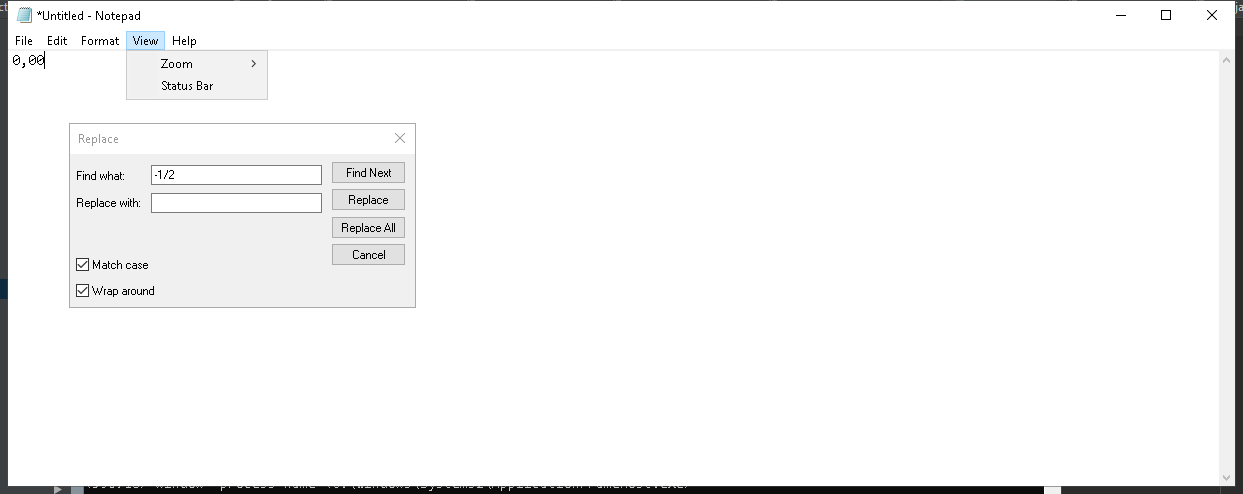 *Untitled - Notepad
File Edit Format View Help
0,00
Zoom
Status Bar
Replace
Find what: -1/2 Find Next
Replace with: Replace
Replace All
Cancel
Match case
Wrap around